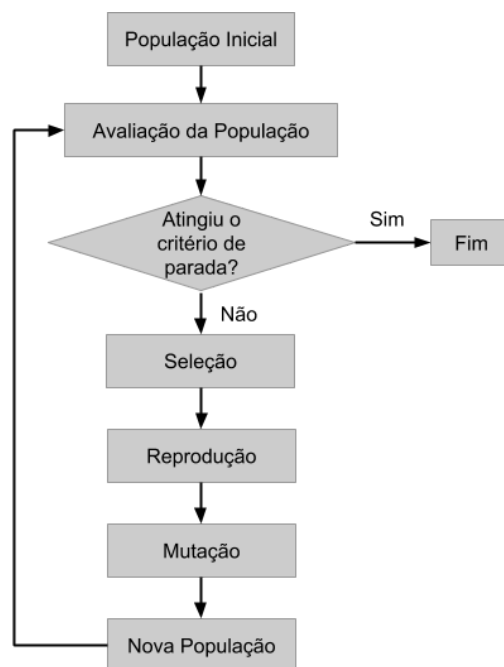 População Inicial
Avaliação da População
Atingiu o
critério de
parada?
Sim
Fim
Não
Seleção
Reprodução
Mutação
Nova População